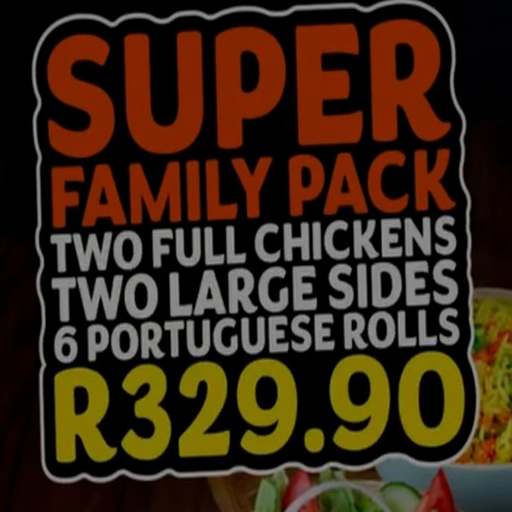 SUPER
FAMILY PACK
TWO FULL CHICKENS
TWO LARGE SIDES
6 PORTUGUESE ROLLS
R329.90